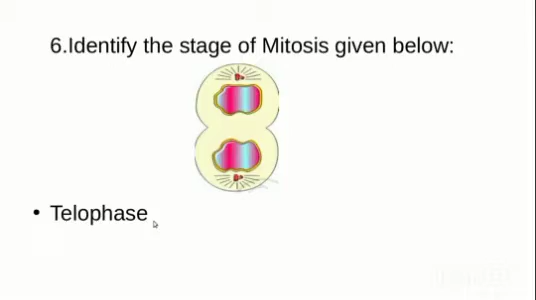 6.Identify the stage of Mitosis given below:
• Telophase